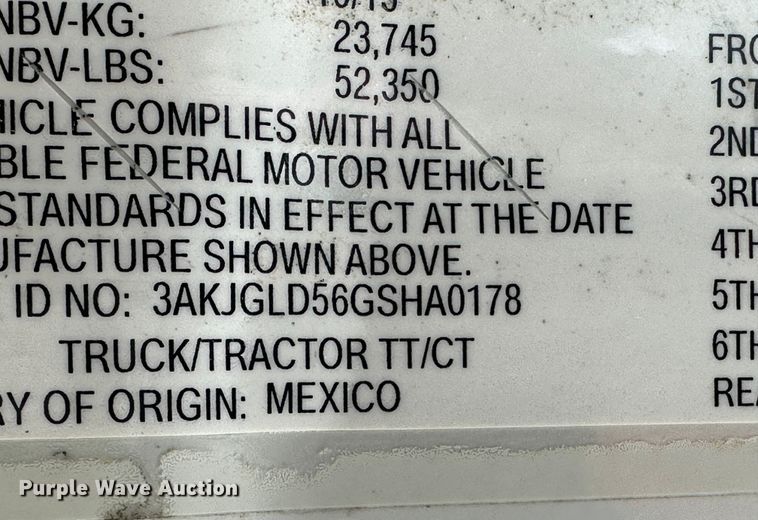 NBV-KG: 23,745
NBV-LBS: 52,350
HICLE COMPLIES WITH ALL
BLE FEDERAL MOTOR VEHICLE
STANDARDS IN EFFECT AT THE DATE
UFACTURE SHOWN ABOVE.
ID NO: 3AKJGLD56GSHA0178
TRUCK/TRACTOR TT/CT
RY OF ORIGIN: MEXICO
FRO
1ST
2ND
3RD
4TH
5TH
6TH
REA
Purple Wave Auction